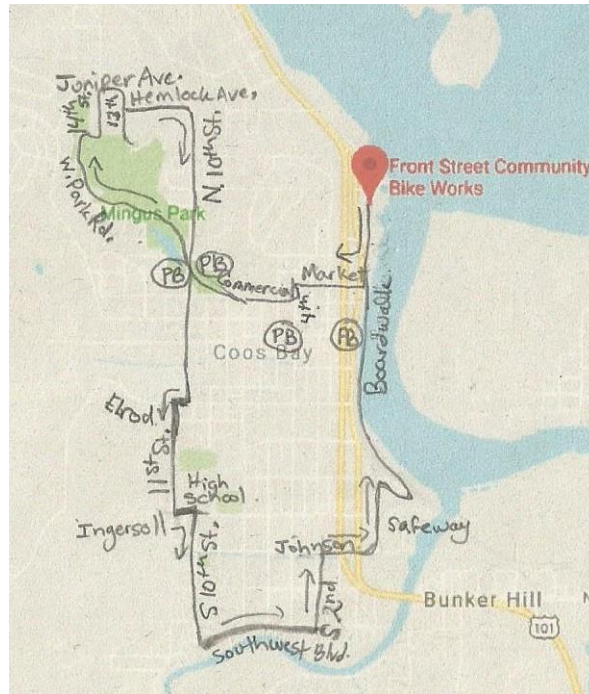 Juniper Ave.
Hemlock Ave.
14th St.
13th
N. 10th St.
W. Park Rd.
Mingus Park
Front Street Community
Bike Works
Market
PB
PB
Commercial
4th
Boardwalk
PB
PB
Coos Bay
Elrod
11st St.
High
School
Ingersoll
S 10th St.
Johnson
Safeway
S 2nd
Bunker Hill
N
101
Southwest Blvd.